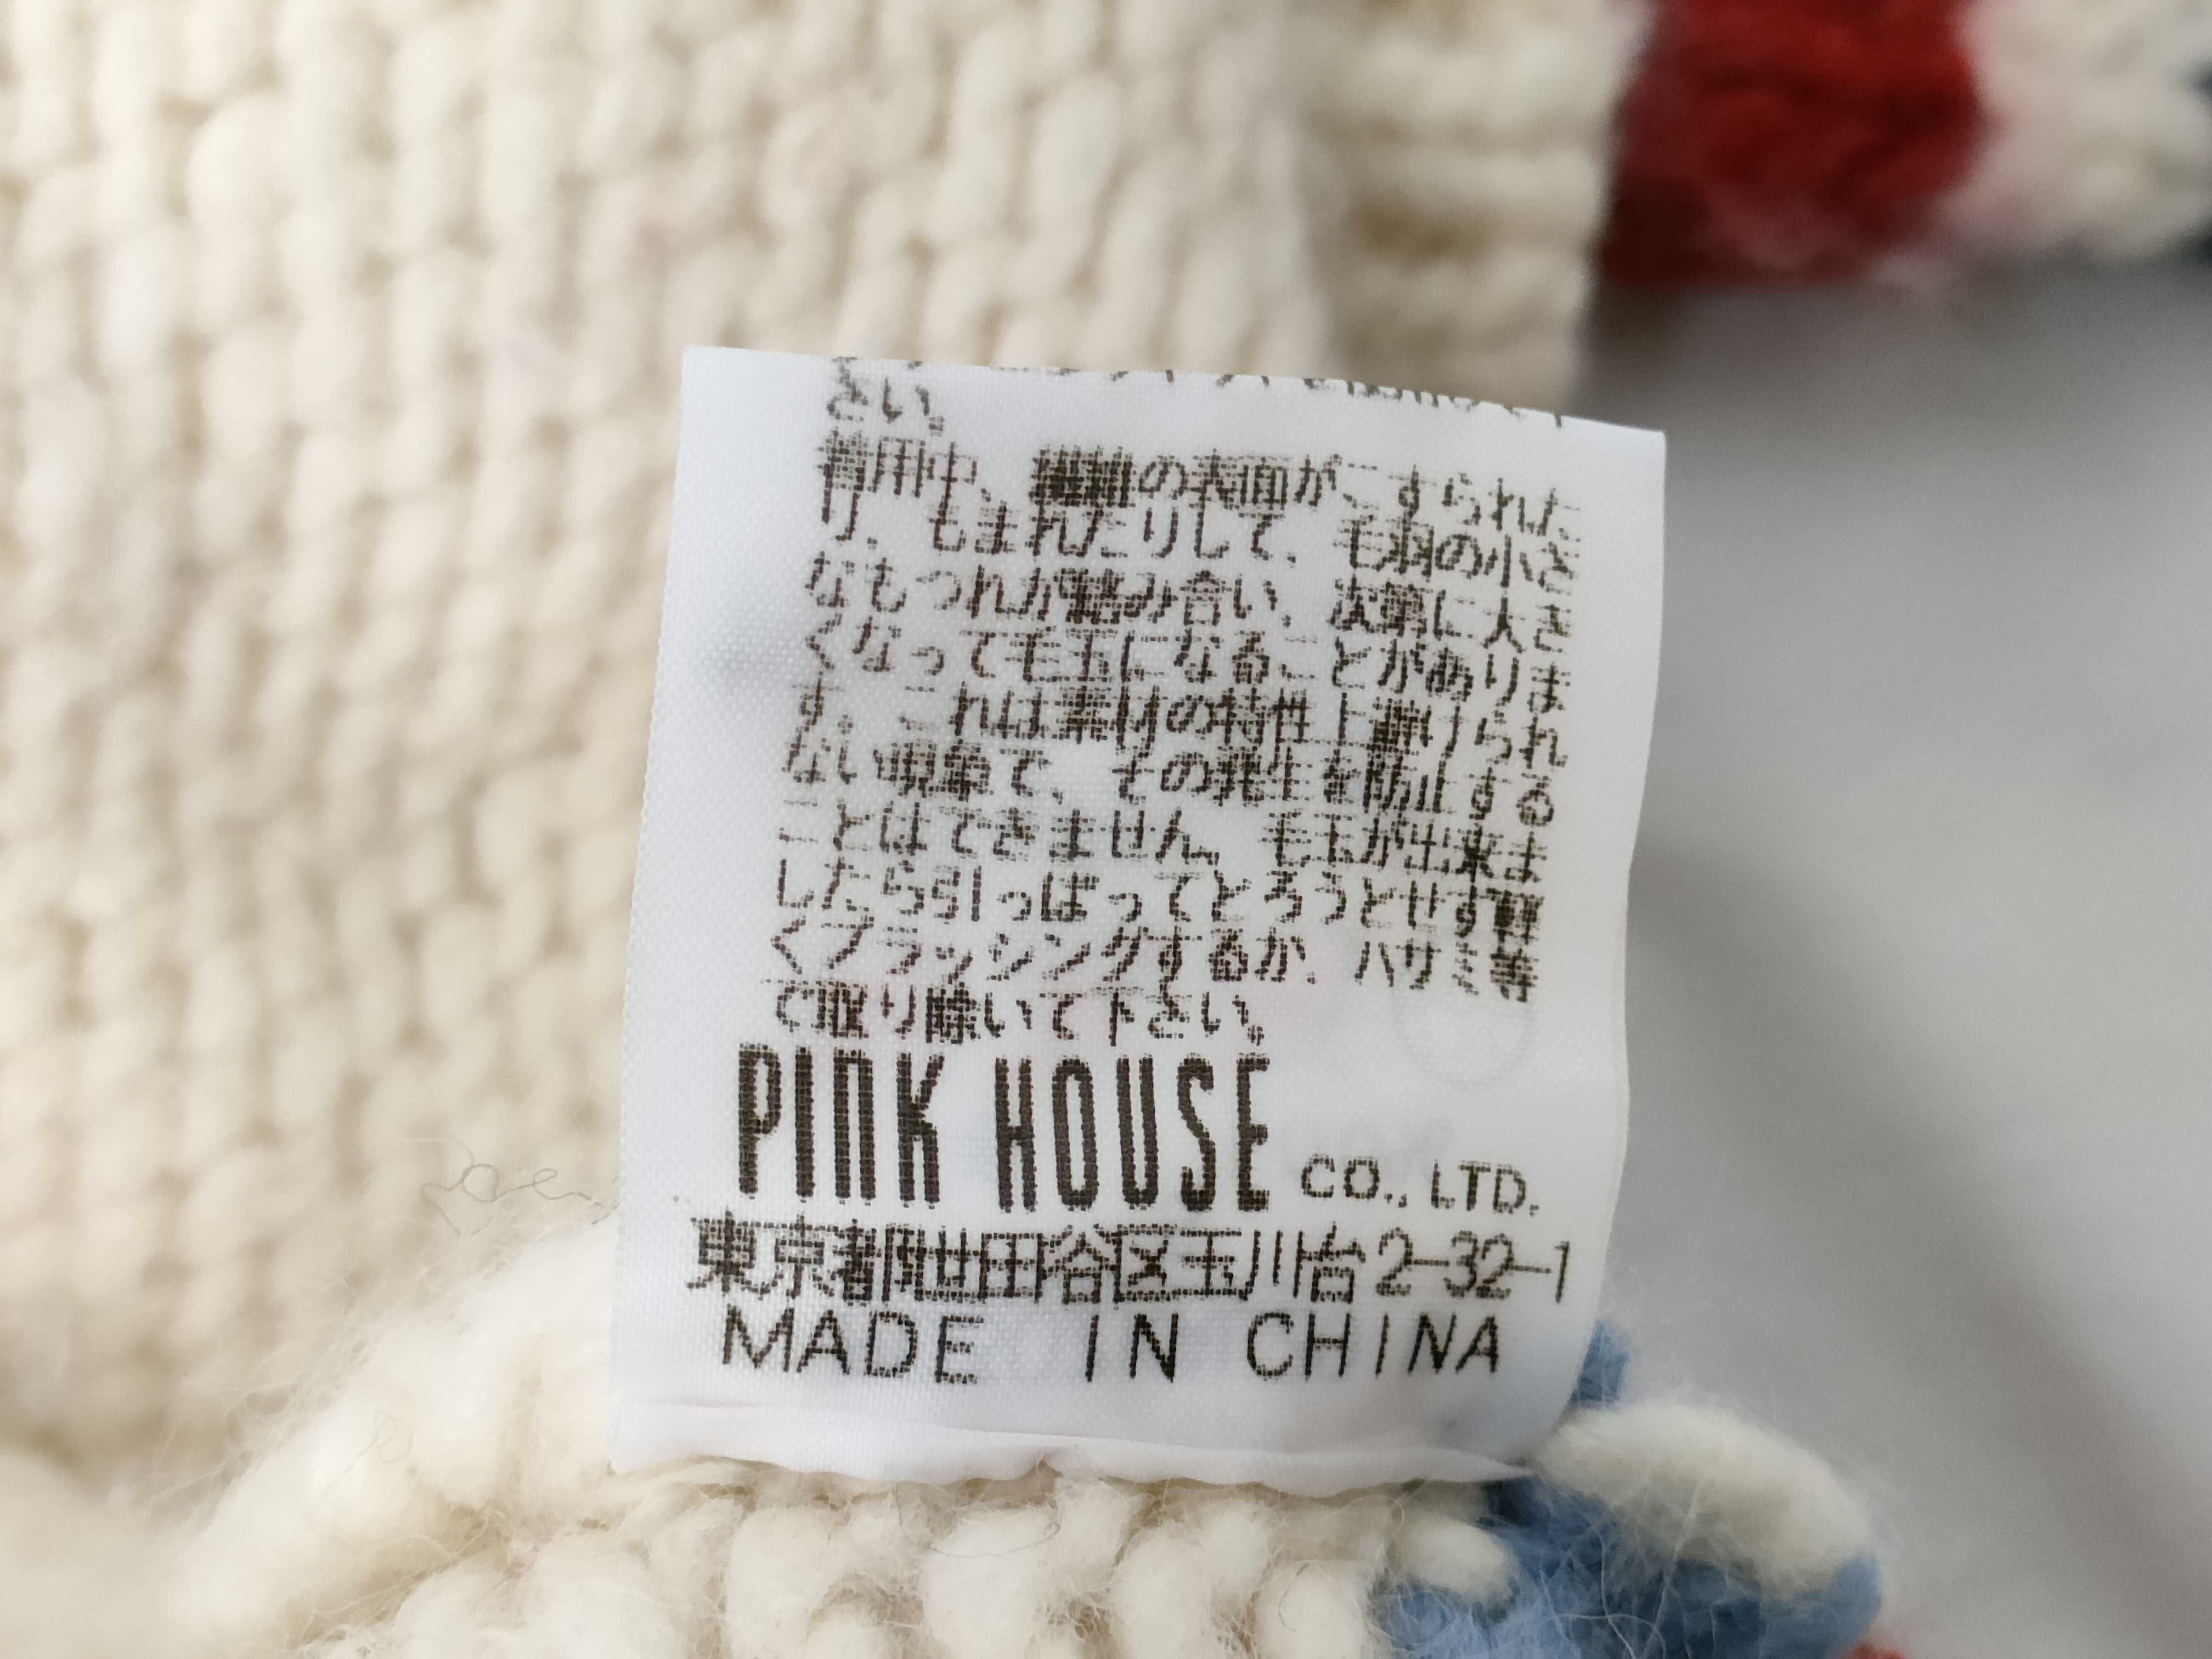 さい。
着用中、繊維の表面がこすられた
り、もまれたりして、毛羽の小さ
なもつれが絡み合い、次第に大き
くなって毛玉になることがありま
す。これは素材の特性上避けられ
ない現象で、その発生を防止する
ことはできません。毛玉が出来ま
したら引っぱってとろうとせず軽
くブラッシングするか、ハサミ等
で取り除いて下さい。
PINK HOUSE CO., LTD.
東京都世田谷区玉川台2-32-1
MADE IN CHINA